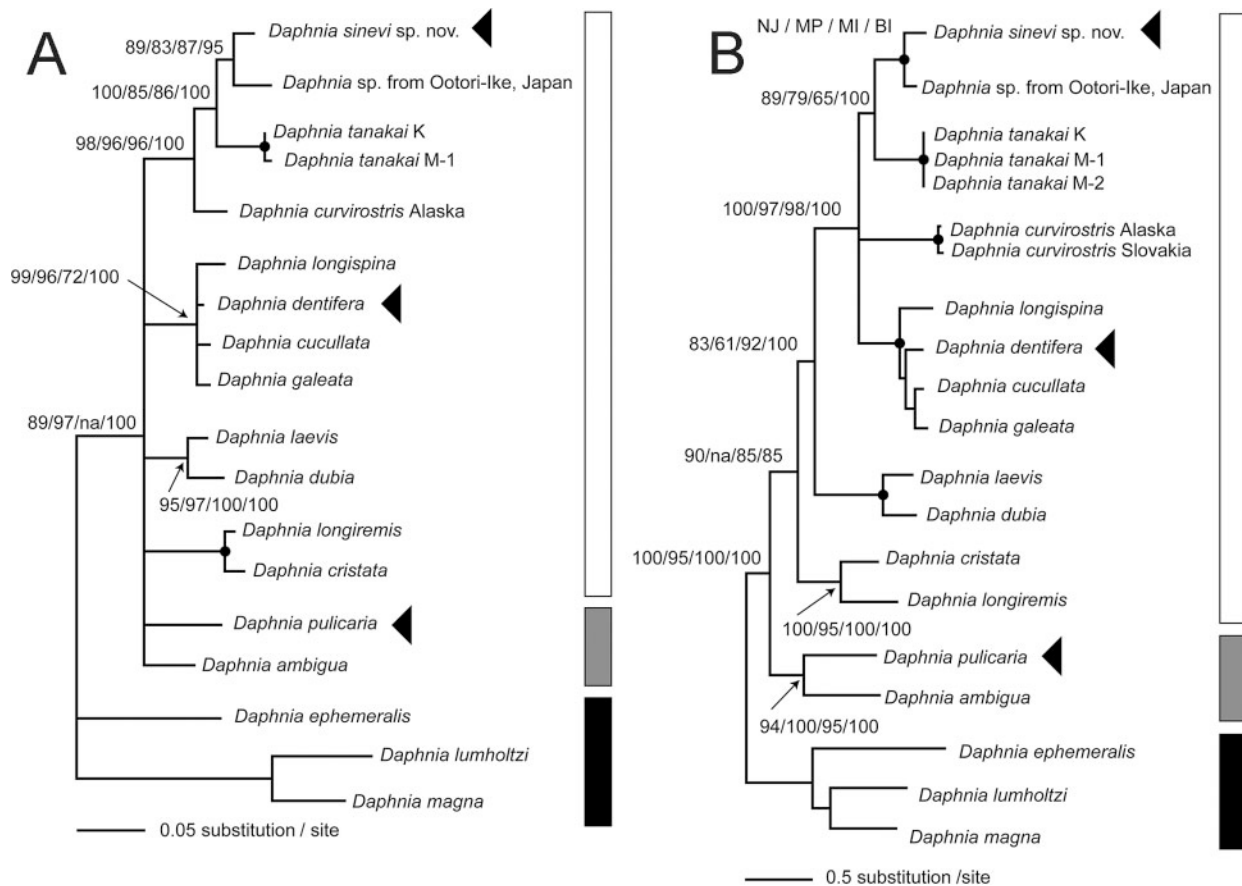 A
89/83/87/95
Daphnia sinevi sp. nov.
100/85/86/100
Daphnia sp. from Ootori-Ike, Japan
98/96/96/100
Daphnia tanakai K
Daphnia tanakai M-1
Daphnia curvirostris Alaska
99/96/72/100
Daphnia longispina
Daphnia dentifera
Daphnia cucullata
Daphnia galeata
89/97/na/100
Daphnia laevis
Daphnia dubia
95/97/100/100
Daphnia longiremis
Daphnia cristata
Daphnia pulicaria
Daphnia ambigua
Daphnia ephemeralis
Daphnia lumholtzi
Daphnia magna
0.05 substitution / site
B
NJ / MP / MI / BI
Daphnia sinevi sp. nov.
89/79/65/100
Daphnia sp. from Ootori-Ike, Japan
Daphnia tanakai K
Daphnia tanakai M-1
Daphnia tanakai M-2
100/97/98/100
Daphnia curvirostris Alaska
Daphnia curvirostris Slovakia
Daphnia longispina
83/61/92/100
Daphnia dentifera
Daphnia cucullata
Daphnia galeata
90/na/85/85
Daphnia laevis
Daphnia dubia
100/95/100/100
Daphnia cristata
Daphnia longiremis
100/95/100/100
Daphnia pulicaria
Daphnia ambigua
94/100/95/100
Daphnia ephemeralis
Daphnia lumholtzi
Daphnia magna
0.5 substitution /site